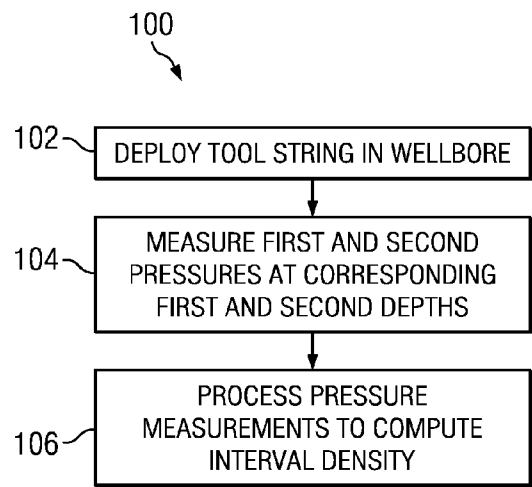 100
102
DEPLOY TOOL STRING IN WELLBORE
104
MEASURE FIRST AND SECOND
PRESSURES AT CORRESPONDING
FIRST AND SECOND DEPTHS
106
PROCESS PRESSURE
MEASUREMENTS TO COMPUTE
INTERVAL DENSITY